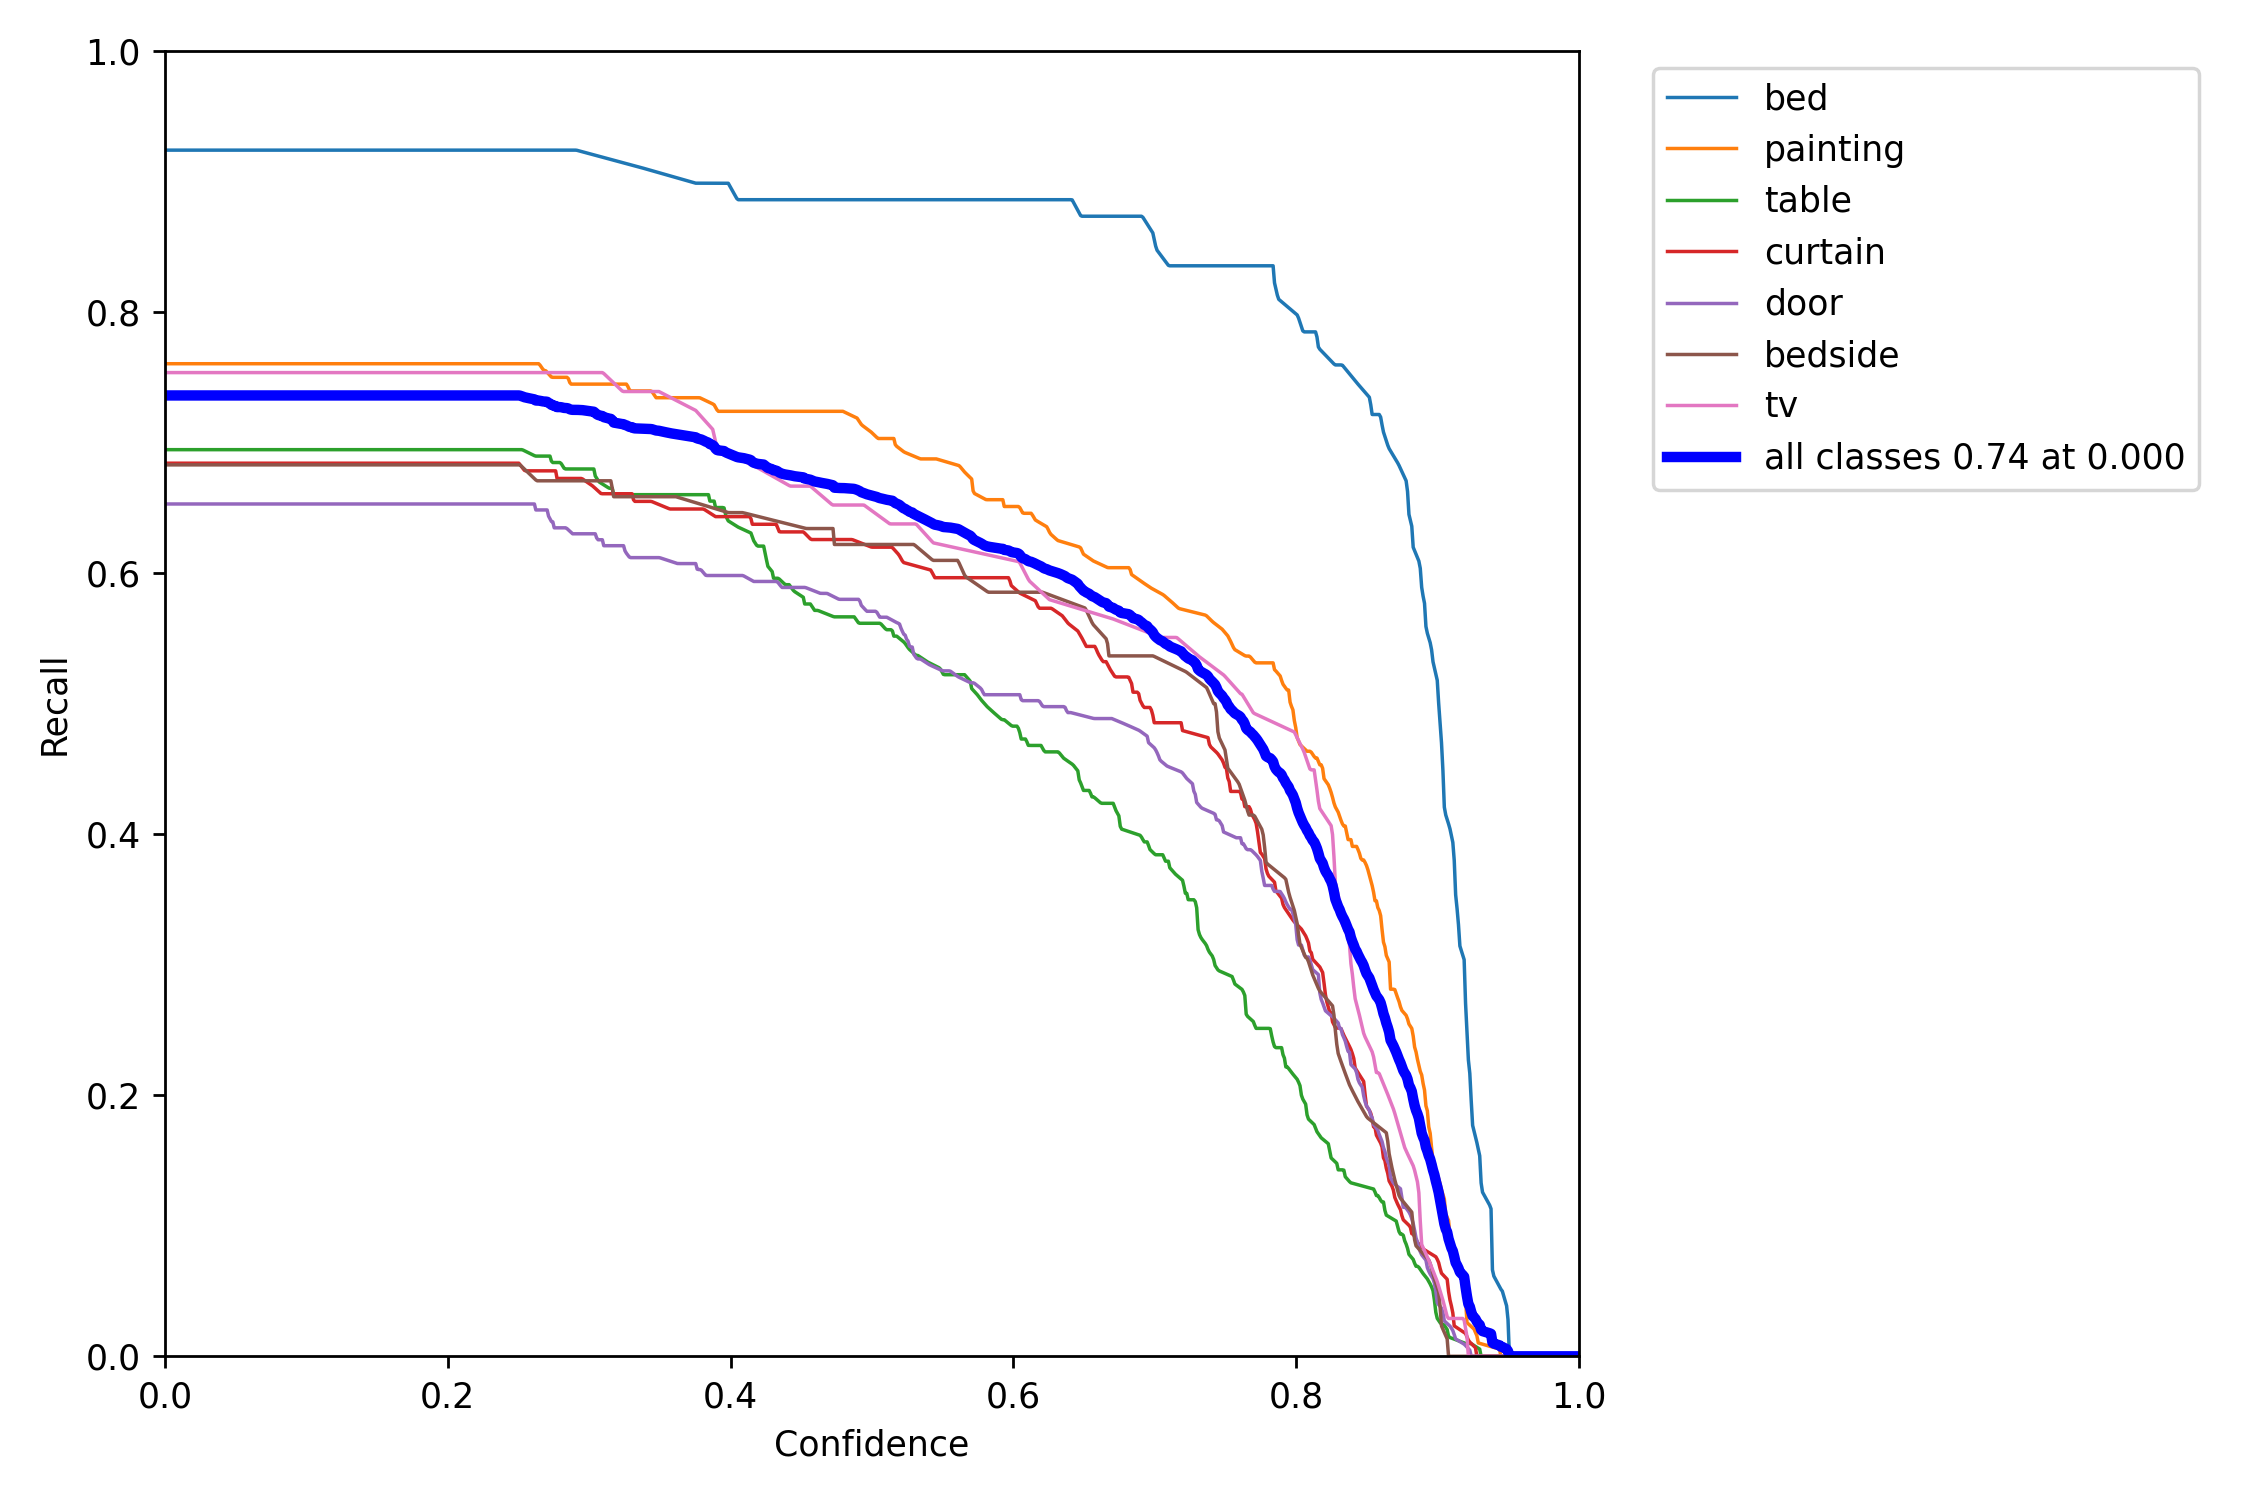 1.0
0.8
0.6
0.4
0.2
0.0
Recall
0.0 0.2 0.4 0.6 0.8 1.0
Confidence
bed
painting
table
curtain
door
bedside
tv
all classes 0.74 at 0.000